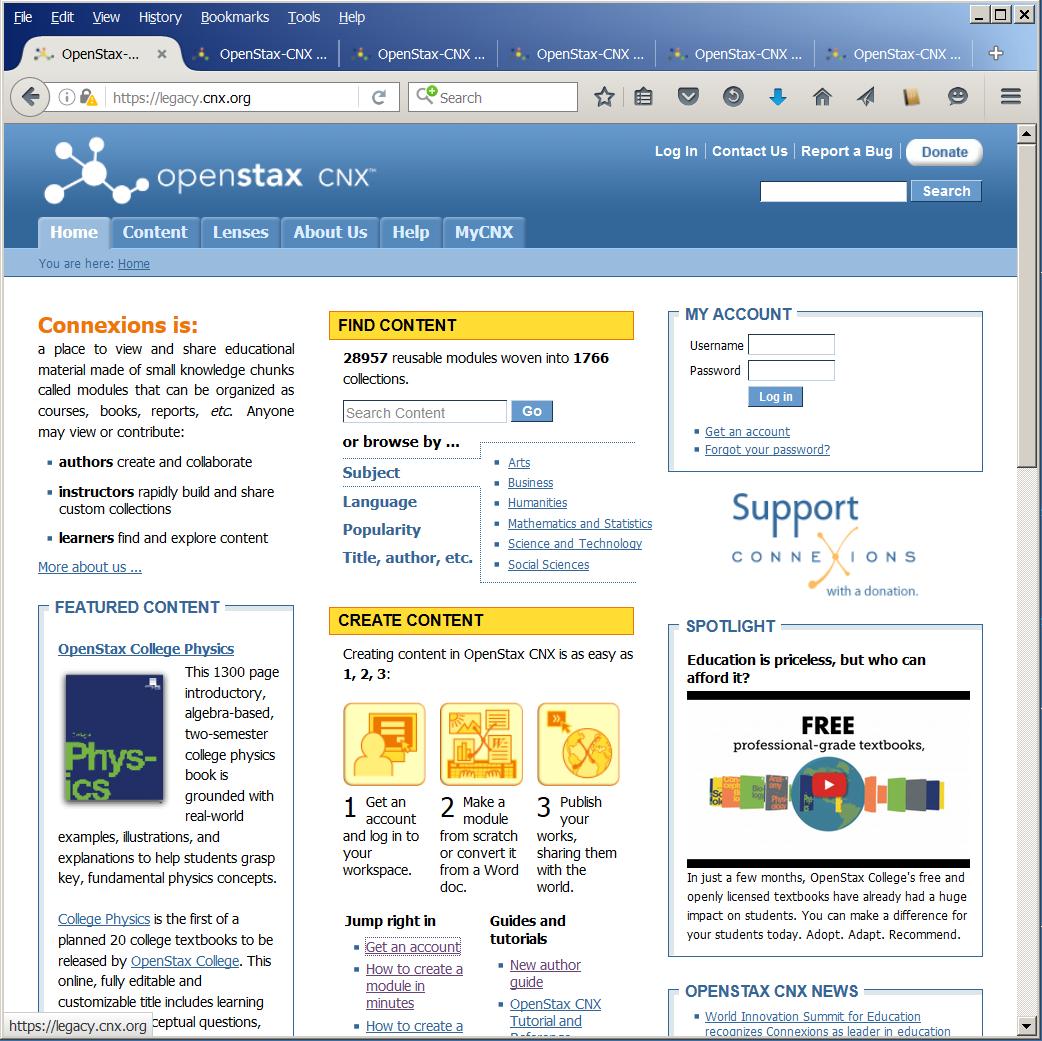 File Edit View History Bookmarks Tools Help
OpenStax-...
OpenStax-CNX ...
OpenStax-CNX ...
OpenStax-CNX ...
OpenStax-CNX ...
OpenStax-CNX ...
https://legacy.cnx.org
Search
Log In
Contact Us
Report a Bug
Donate
openstax CNX™
Search
Home
Content
Lenses
About Us
Help
MyCNX
You are here: Home
Connexions is:
a place to view and share educational
material made of small knowledge chunks
called modules that can be organized as
courses, books, reports, etc. Anyone
may view or contribute:
authors create and collaborate
instructors rapidly build and share
custom collections
learners find and explore content
More about us ...
FEATURED CONTENT
OpenStax College Physics
Phys-
ics
This 1300 page
introductory,
algebra-based,
two-semester
college physics
book is
grounded with
real-world
examples, illustrations, and
explanations to help students grasp
key, fundamental physics concepts.
College Physics is the first of a
planned 20 college textbooks to be
released by OpenStax College. This
online, fully editable and
customizable title includes learning
ceptual questions,
https://legacy.cnx.org
FIND CONTENT
28957 reusable modules woven into 1766
collections.
Search Content
Go
or browse by ...
Subject
Language
Popularity
Title, author, etc.
Arts
Business
Humanities
Mathematics and Statistics
Science and Technology
Social Sciences
CREATE CONTENT
Creating content in OpenStax CNX is as easy as
1, 2, 3:
1 Get an
account
and log in to
your
workspace.
2 Make a
module
from scratch
or convert it
from a Word
doc.
3 Publish
your
works,
sharing them
with the
world.
Jump right in
Get an account
How to create a
module in
minutes
How to create a
Guides and
tutorials
New author
guide
OpenStax CNX
Tutorial and
Reference
MY ACCOUNT
Username
Password
Log in
Get an account
Forgot your password?
Support
CONNEXIONS
with a donation.
SPOTLIGHT
Education is priceless, but who can
afford it?
FREE
professional-grade textbooks,
In just a few months, OpenStax College's free and
openly licensed textbooks have already had a huge
impact on students. You can make a difference for
your students today. Adopt. Adapt. Recommend.
OPENSTAX CNX NEWS
World Innovation Summit for Education
recognizes Connexions as leader in education